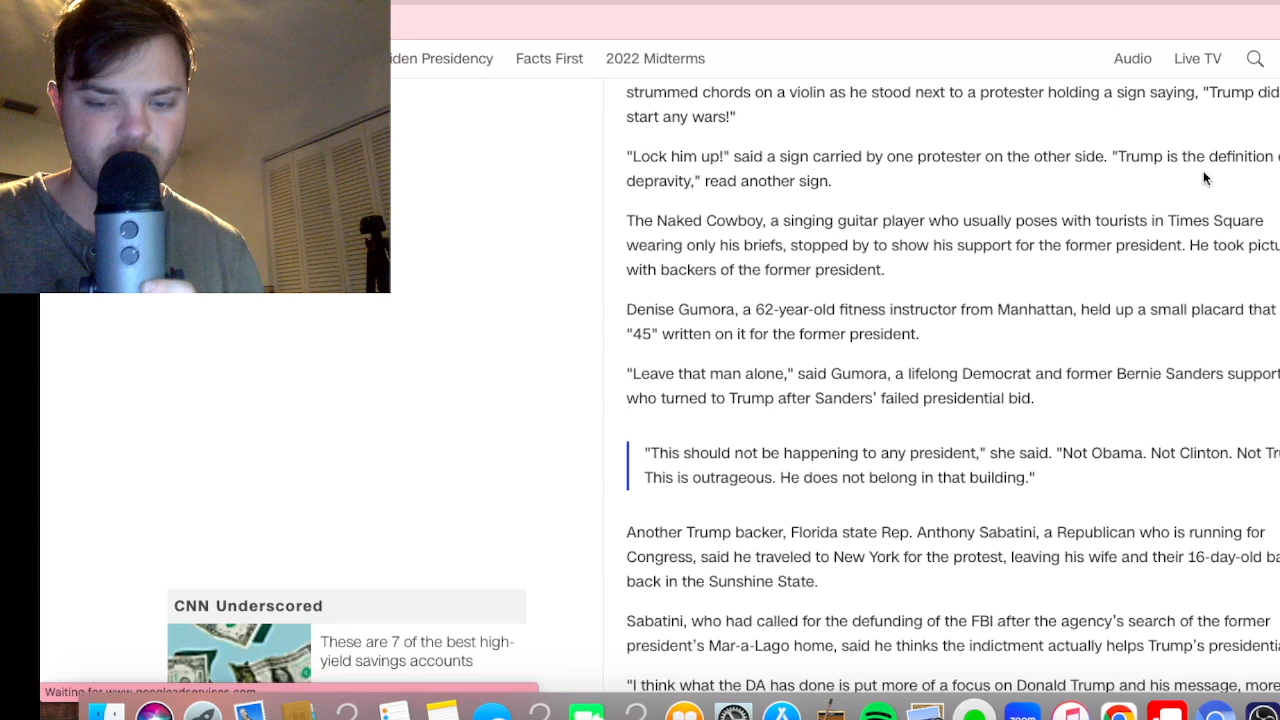 iden Presidency Facts First 2022 Midterms Audio Live TV
strummed chords on a violin as he stood next to a protester holding a sign saying, "Trump did
start any wars!"
"Lock him up!" said a sign carried by one protester on the other side. "Trump is the definition
depravity," read another sign.
The Naked Cowboy, a singing guitar player who usually poses with tourists in Times Square
wearing only his briefs, stopped by to show his support for the former president. He took pictu
with backers of the former president.
Denise Gumora, a 62-year-old fitness instructor from Manhattan, held up a small placard that
"45" written on it for the former president.
"Leave that man alone," said Gumora, a lifelong Democrat and former Bernie Sanders support
who turned to Trump after Sanders' failed presidential bid.
"This should not be happening to any president," she said. "Not Obama. Not Clinton. Not Tru
This is outrageous. He does not belong in that building."
Another Trump backer, Florida state Rep. Anthony Sabatini, a Republican who is running for
Congress, said he traveled to New York for the protest, leaving his wife and their 16-day-old ba
back in the Sunshine State.
Sabatini, who had called for the defunding of the FBI after the agency's search of the former
president's Mar-a-Lago home, said he thinks the indictment actually helps Trump's presidentia
"I think what the DA has done is put more of a focus on Donald Trump and his message, more
CNN Underscored
These are 7 of the best high-
yield savings accounts
Waiting for www.googleadservices.com
zoom